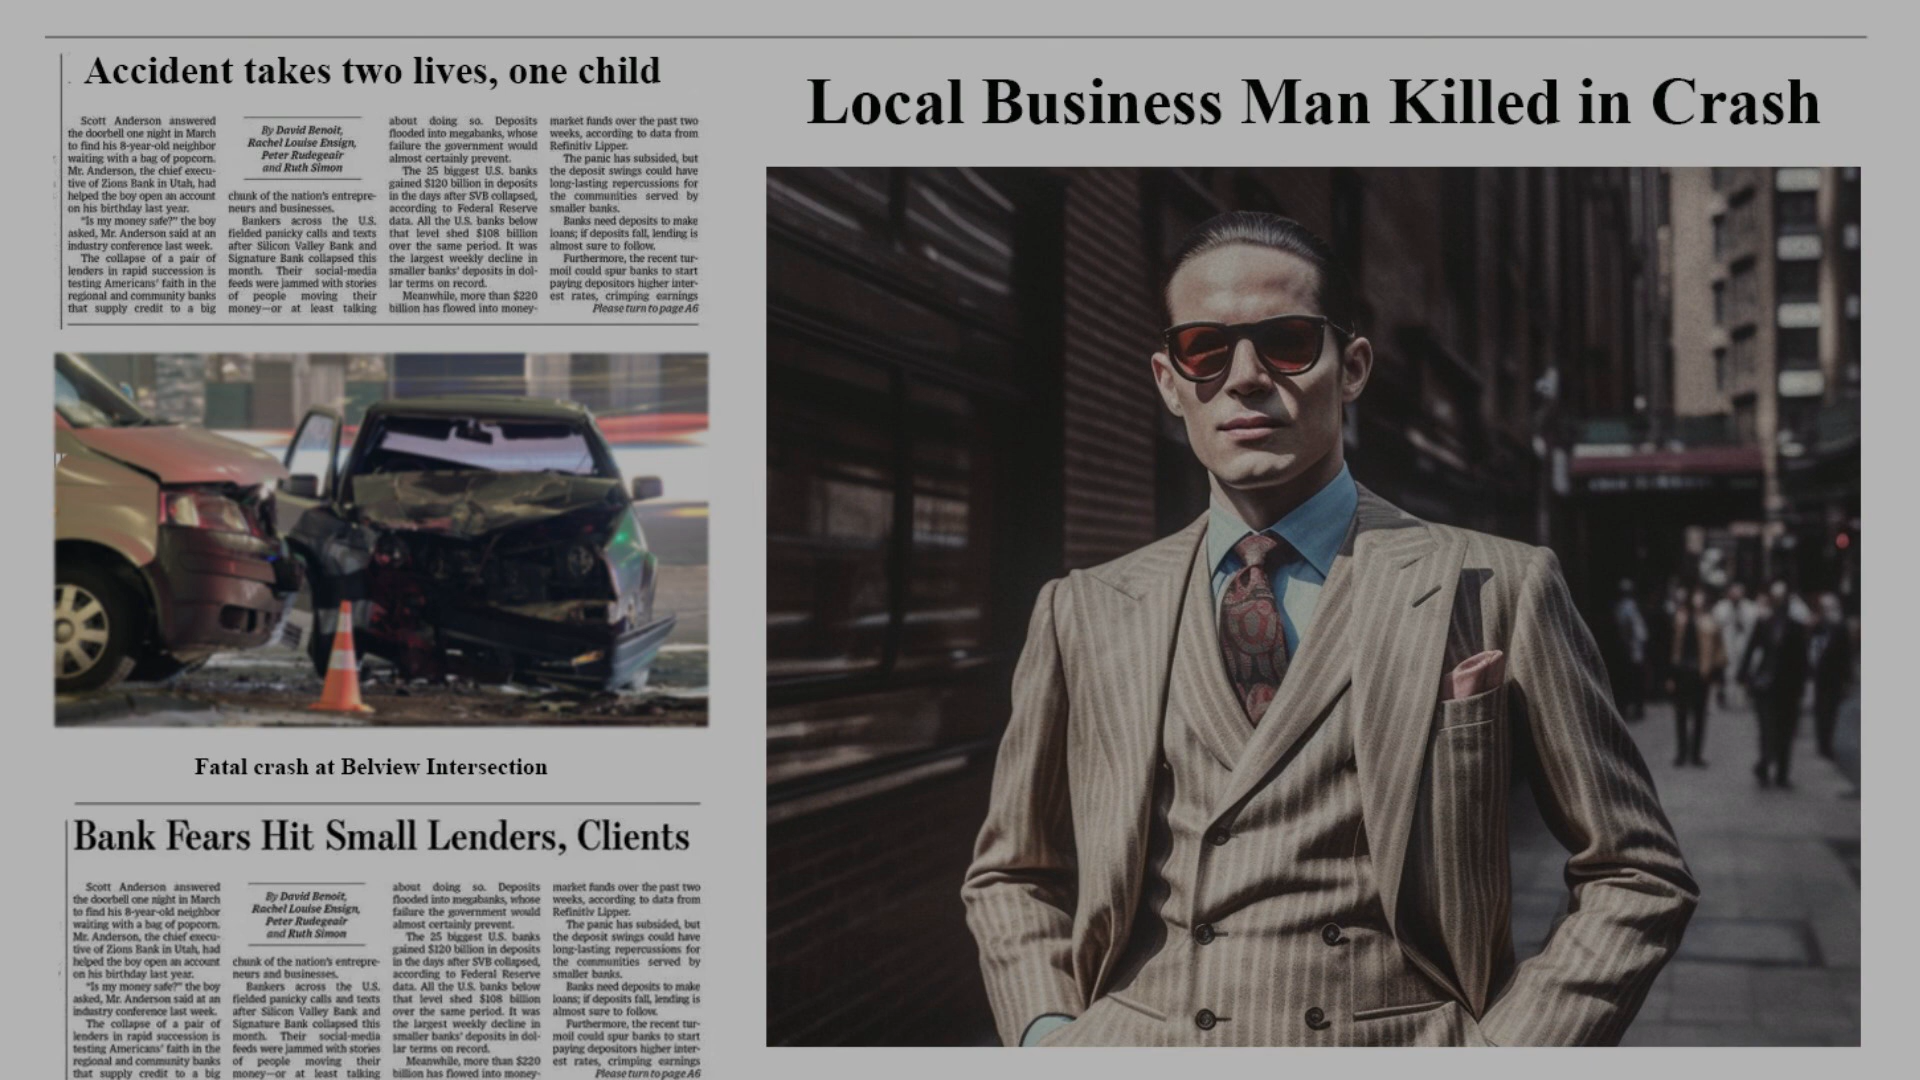 Accident takes two lives, one child
Scott Anderson answered
the doorbell one night in March
to find his 8-year-old neighbor
waiting with a bag of popcorn.
Mr. Anderson, the chief execu-
tive of Zions Bank in Utah, had
helped the boy open an account
on his birthday last year.
"Is my money safe?" the boy
asked, Mr. Anderson said at an
industry conference last week.
The collapse of a pair of
lenders in rapid succession is
testing Americans' faith in the
regional and community banks
that supply credit to a big
By David Benoit,
Rachel Louise Ensign,
Peter Rudegeair
and Ruth Simon
chunk of the nation's entrepre-
neurs and businesses.
Bankers across the U.S.
fielded panicky calls and texts
after Silicon Valley Bank and
Signature Bank collapsed this
month. Their social-media
feeds were jammed with stories
of people moving their
money—or at least talking
about doing so. Deposits
flooded into megabanks, whose
failure the government would
almost certainly prevent.
The 25 biggest U.S. banks
gained $120 billion in deposits
in the days after SVB collapsed,
according to Federal Reserve
data. All the U.S. banks below
that level shed $108 billion
over the same period. It was
the largest weekly decline in
smaller banks' deposits in dol-
lar terms on record.
Meanwhile, more than $220
billion has flowed into money-
market funds over the past two
weeks, according to data from
Refinitiv Lipper.
The panic has subsided, but
the deposit swings could have
long-lasting repercussions for
the communities served by
smaller banks.
Banks need deposits to make
loans; if deposits fall, lending is
almost sure to follow.
Furthermore, the recent tur-
moil could spur banks to start
paying depositors higher inter-
est rates, crimping earnings
Please turn to page A6
Fatal crash at Belview Intersection
Bank Fears Hit Small Lenders, Clients
Scott Anderson answered
the doorbell one night in March
to find his 8-year-old neighbor
waiting with a bag of popcorn.
Mr. Anderson, the chief execu-
tive of Zions Bank in Utah, had
helped the boy open an account
on his birthday last year.
"Is my money safe?" the boy
asked, Mr. Anderson said at an
industry conference last week.
The collapse of a pair of
lenders in rapid succession is
testing Americans' faith in the
regional and community banks
that supply credit to a big
By David Benoit,
Rachel Louise Ensign,
Peter Rudegeair
and Ruth Simon
chunk of the nation's entrepre-
neurs and businesses.
Bankers across the U.S.
fielded panicky calls and texts
after Silicon Valley Bank and
Signature Bank collapsed this
month. Their social-media
feeds were jammed with stories
of people moving their
money—or at least talking
about doing so. Deposits
flooded into megabanks, whose
failure the government would
almost certainly prevent.
The 25 biggest U.S. banks
gained $120 billion in deposits
in the days after SVB collapsed,
according to Federal Reserve
data. All the U.S. banks below
that level shed $108 billion
over the same period. It was
the largest weekly decline in
smaller banks' deposits in dol-
lar terms on record.
Meanwhile, more than $220
billion has flowed into money-
market funds over the past two
weeks, according to data from
Refinitiv Lipper.
The panic has subsided, but
the deposit swings could have
long-lasting repercussions for
the communities served by
smaller banks.
Banks need deposits to make
loans; if deposits fall, lending is
almost sure to follow.
Furthermore, the recent tur-
moil could spur banks to start
paying depositors higher inter-
est rates, crimping earnings
Please turn to page A6
Local Business Man Killed in Crash